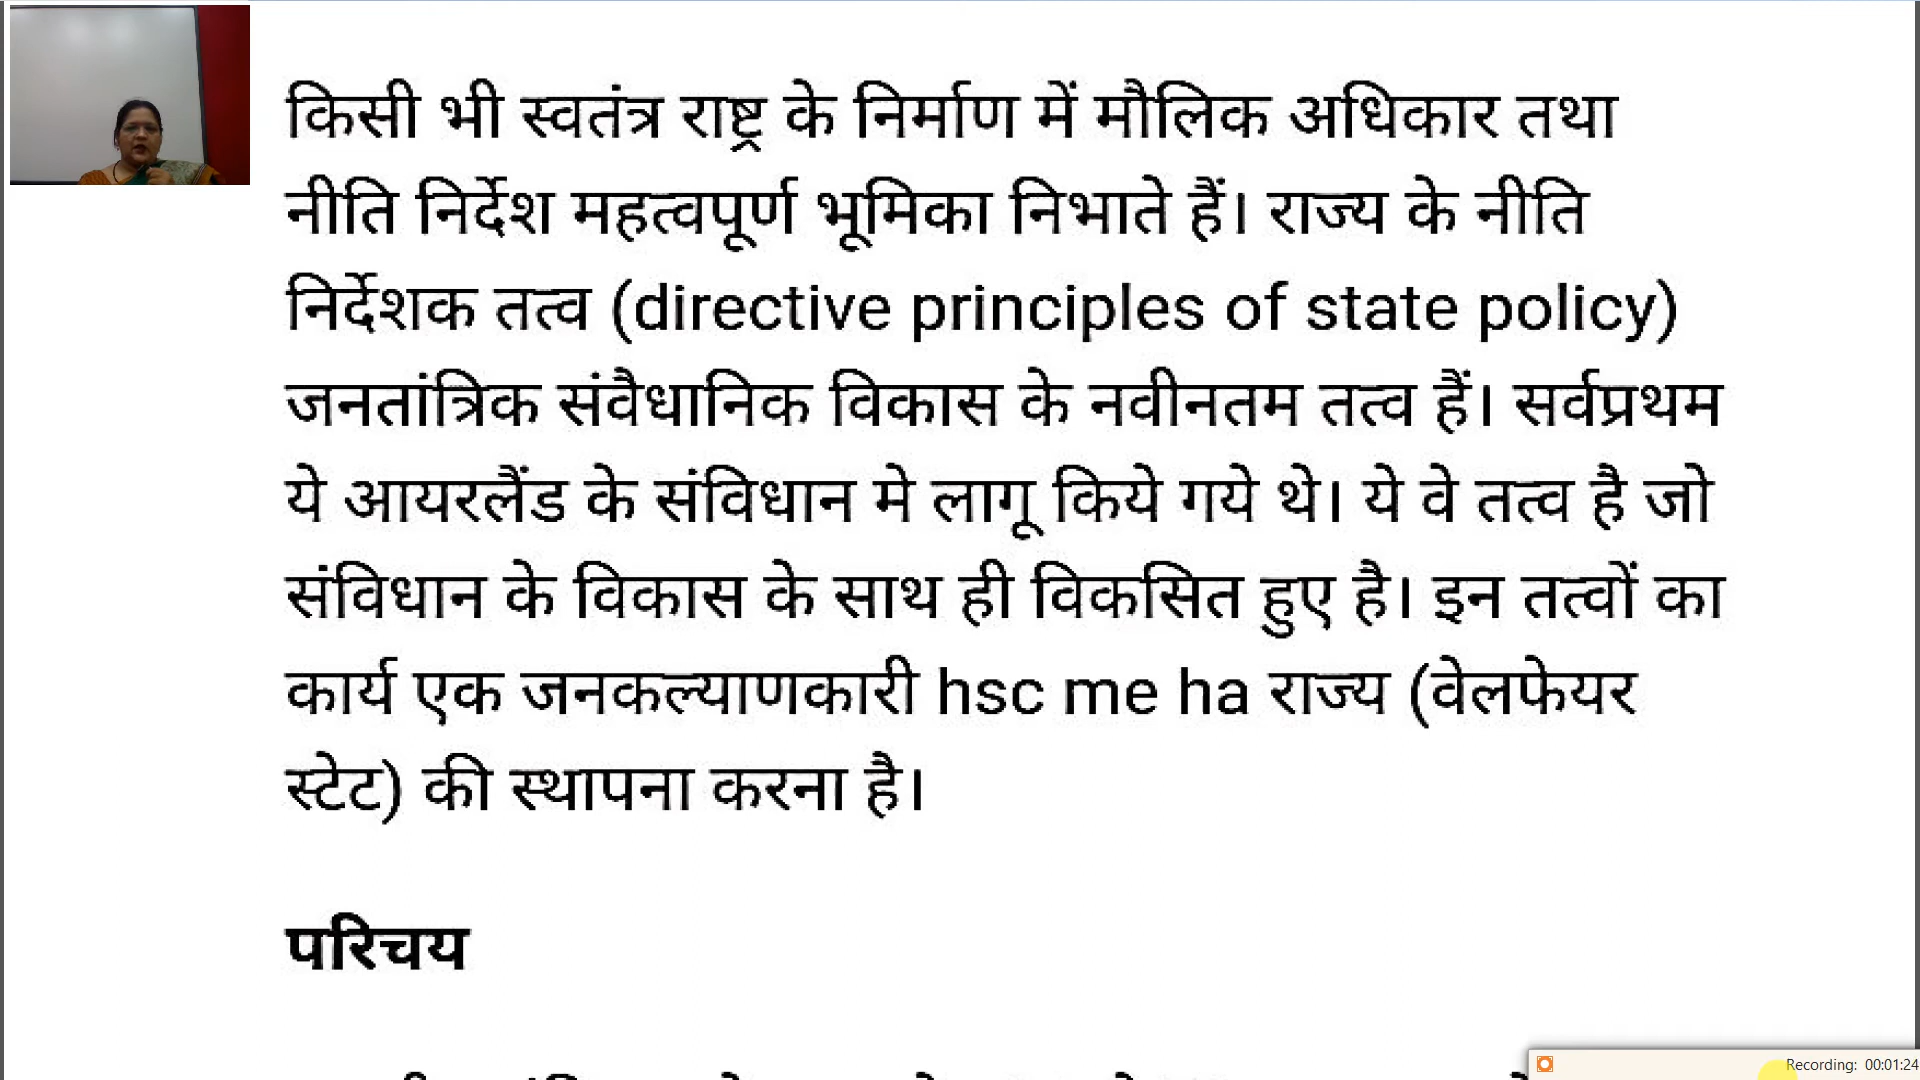 किसी भी स्वतंत्र राष्ट्र के निर्माण में मौलिक अधिकार तथा
नीति निर्देश महत्वपूर्ण भूमिका निभाते हैं। राज्य के नीति
निर्देशक तत्व (directive principles of state policy)
जनतांत्रिक संवैधानिक विकास के नवीनतम तत्व हैं। सर्वप्रथम
ये आयरलैंड के संविधान मे लागू किये गये थे। ये वे तत्व है जो
संविधान के विकास के साथ ही विकसित हुए है। इन तत्वों का
कार्य एक जनकल्याणकारी hsc me ha राज्य (वेलफेयर
स्टेट) की स्थापना करना है।
परिचय
Recording: 00:01:24